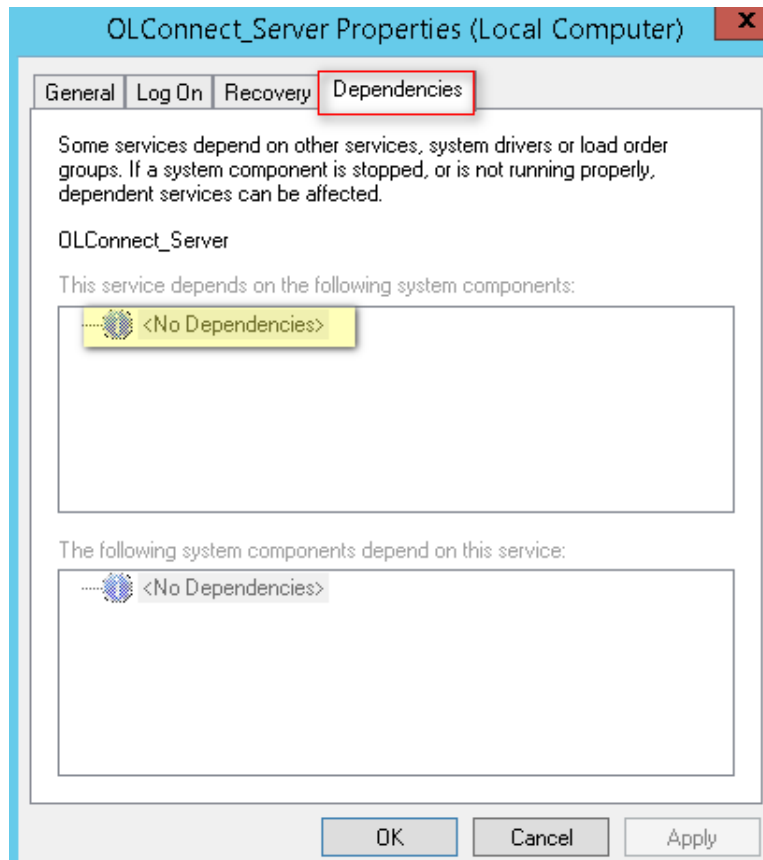 OLConnect_Server Properties (Local Computer)
x
General Log On Recovery Dependencies
Some services depend on other services, system drivers or load order
groups. If a system component is stopped, or is not running properly,
dependent services can be affected.
OLConnect_Server
This service depends on the following system components:
<No Dependencies>
The following system components depend on this service:
<No Dependencies>
OK Cancel Apply